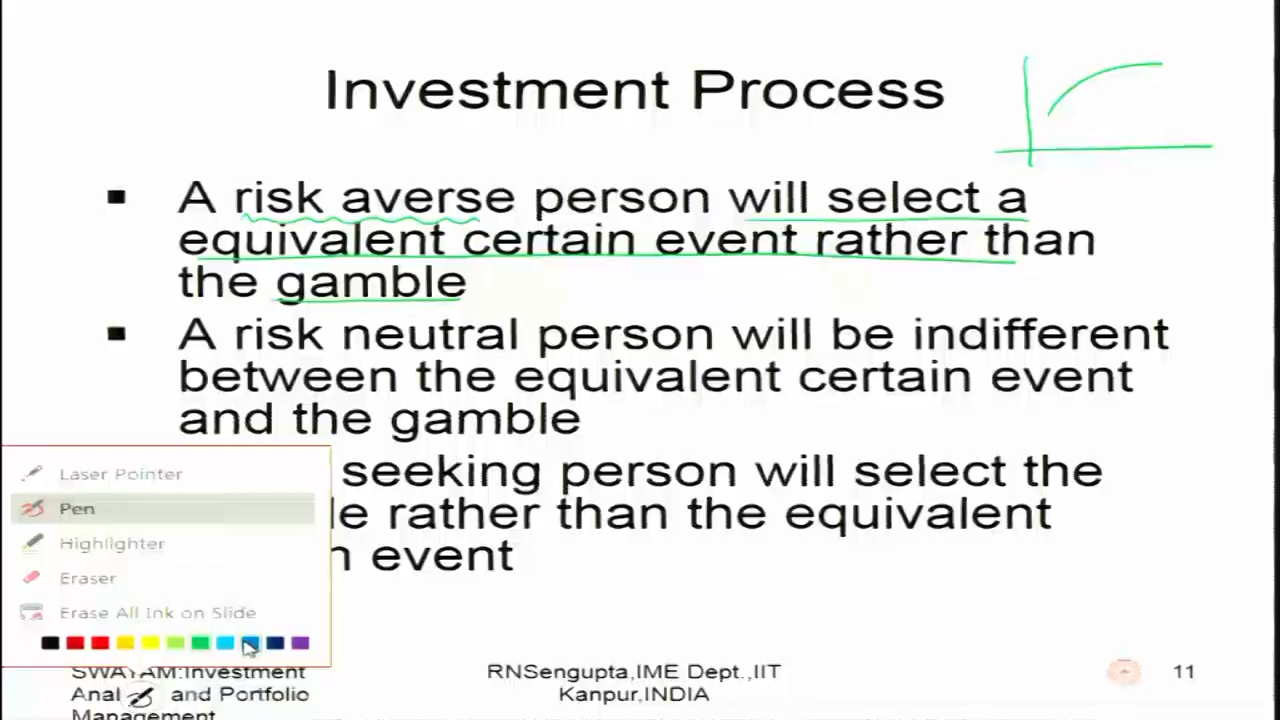 Investment Process
▪ A risk averse person will select a
equivalent certain event rather than
the gamble
▪ A risk neutral person will be indifferent
between the equivalent certain event
and the gamble
seeking person will select the
rather than the equivalent
event
Laser Pointer
Pen
Highlighter
Eraser
Erase All Ink on Slide
SWAYAM:Investment
and Portfolio
Management
RNSengupta,IME Dept.,IIT
Kanpur,INDIA
11